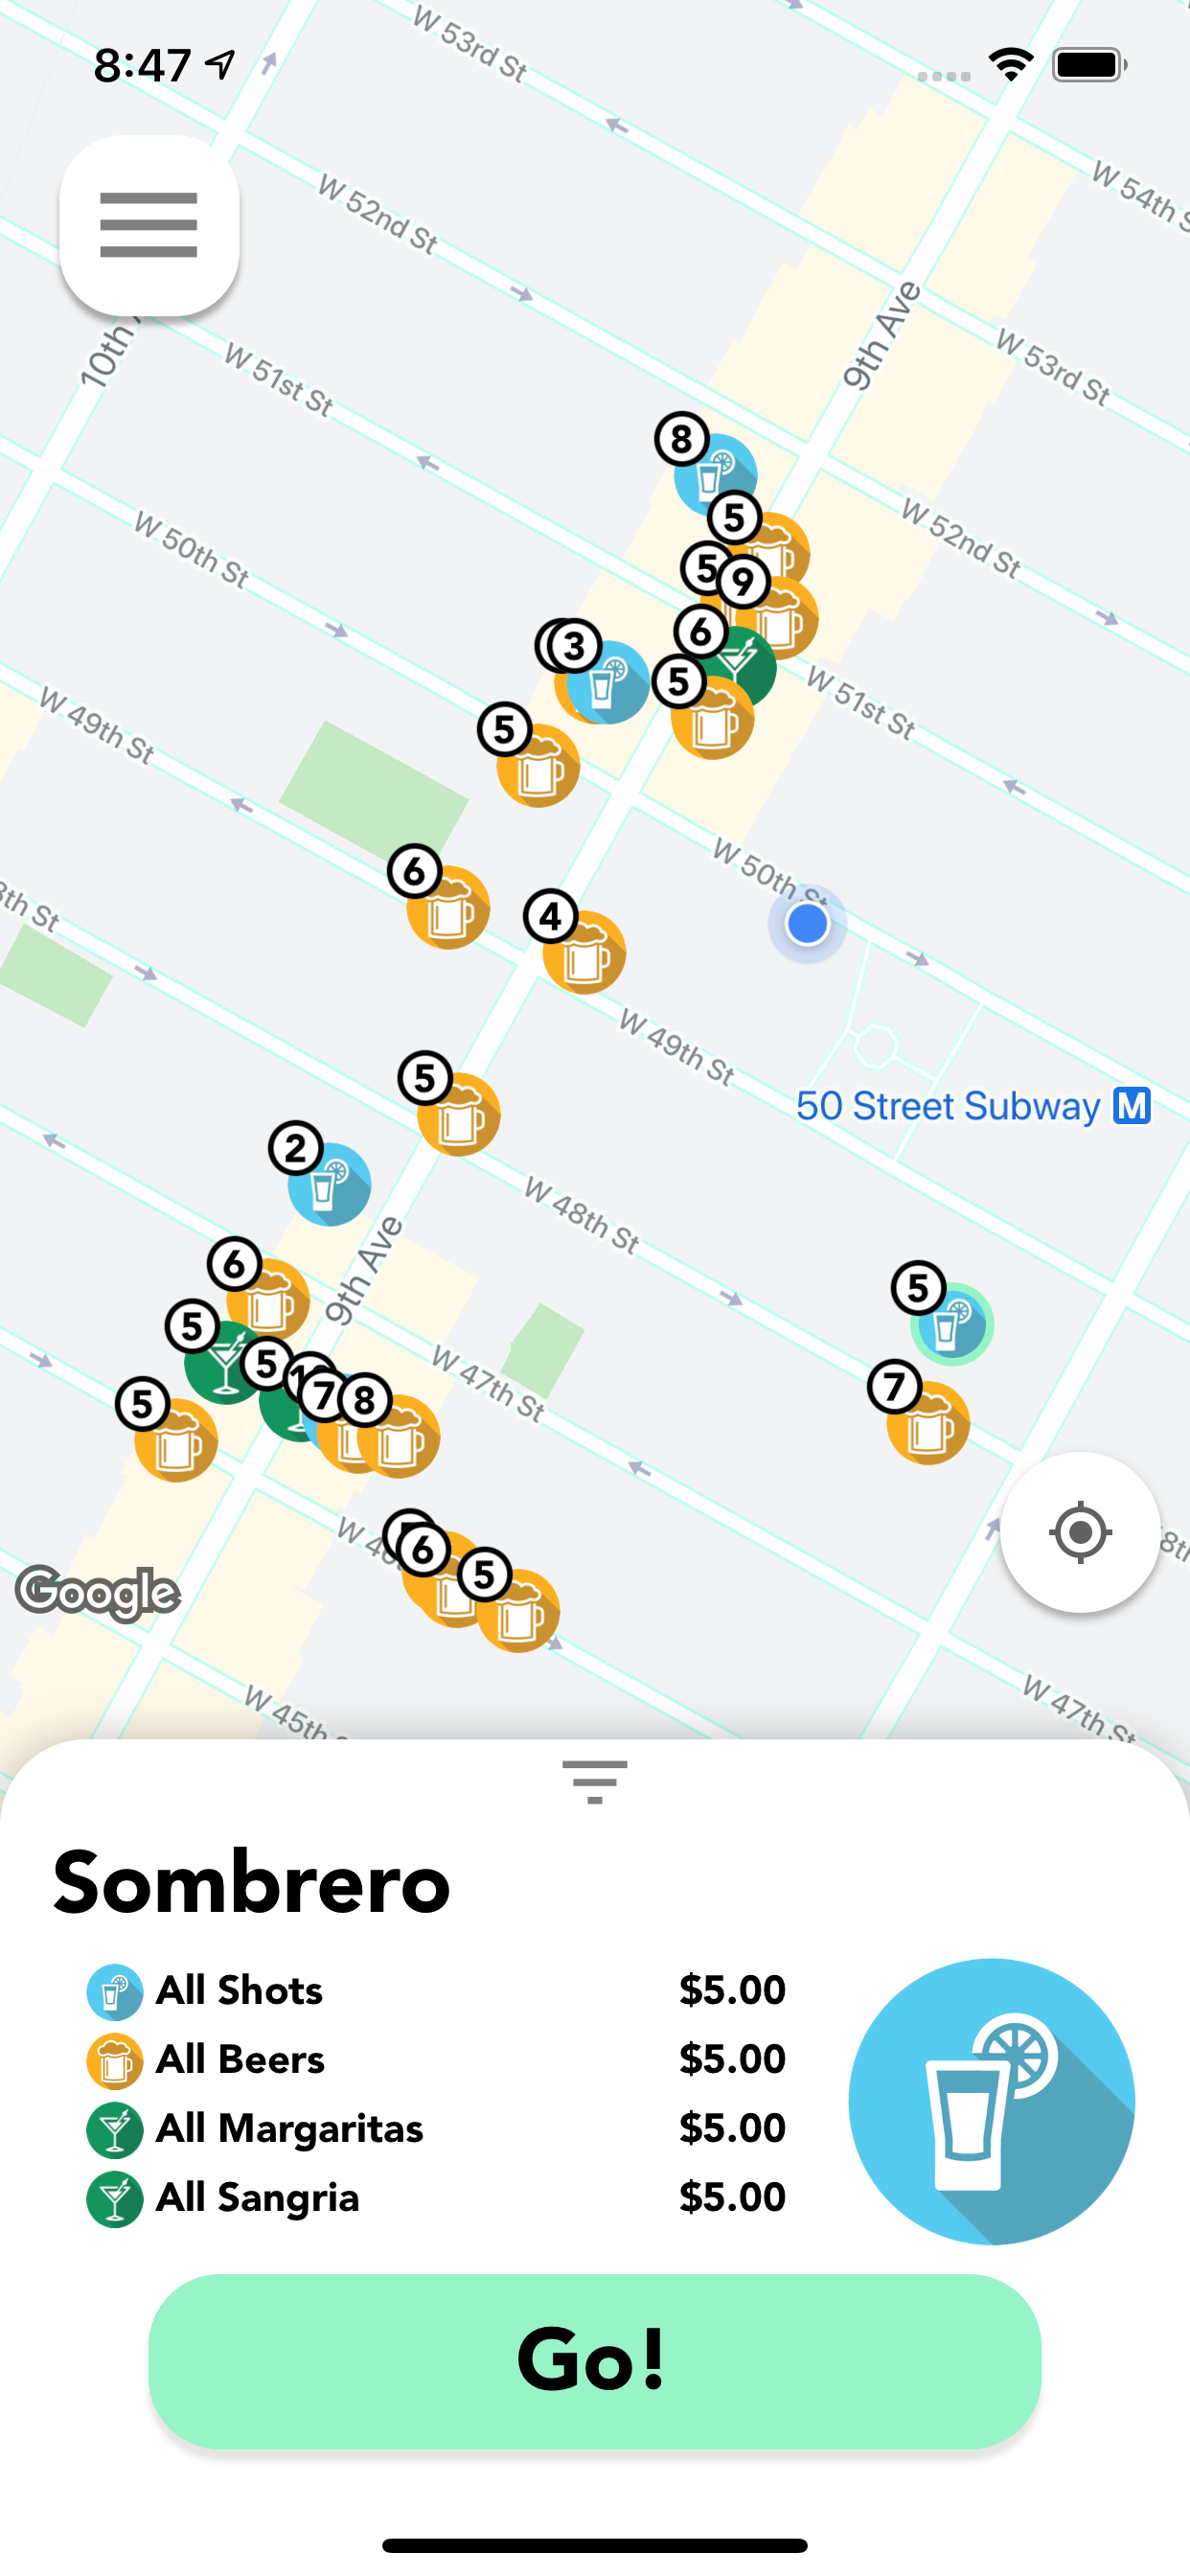 8:47
W 53rd St
W 54th S
W 52nd St
10th
9th Ave
W 51st St
W 53rd St
8
W 50th St
5
W 52nd St
5
9
6
3
5
W 51st St
W 49th St
5
6
W 50th St
4
8th St
W 49th St
5
50 Street Subway M
2
W 48th St
9th Ave
6
5
5
5
7
8
5
7
W 47th St
6
5
8th
Google
W 45th S
W 47th St
Sombrero
All Shots $5.00
All Beers $5.00
All Margaritas $5.00
All Sangria $5.00
Go!